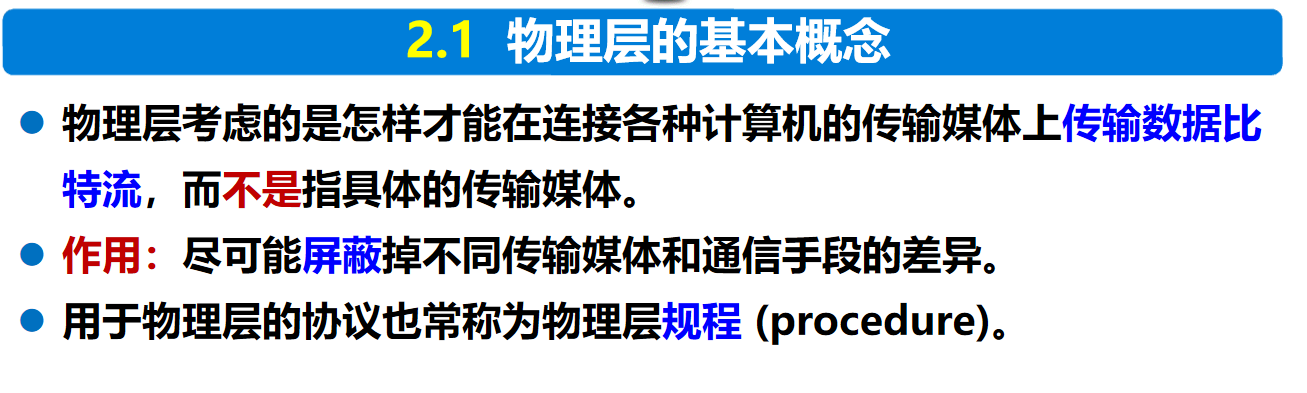 2.1 物理层的基本概念
物理层考虑的是怎样才能在连接各种计算机的传输媒体上传输数据比
特流，而不是指具体的传输媒体。
作用：尽可能屏蔽掉不同传输媒体和通信手段的差异。
用于物理层的协议也常称为物理层规程 (procedure)。